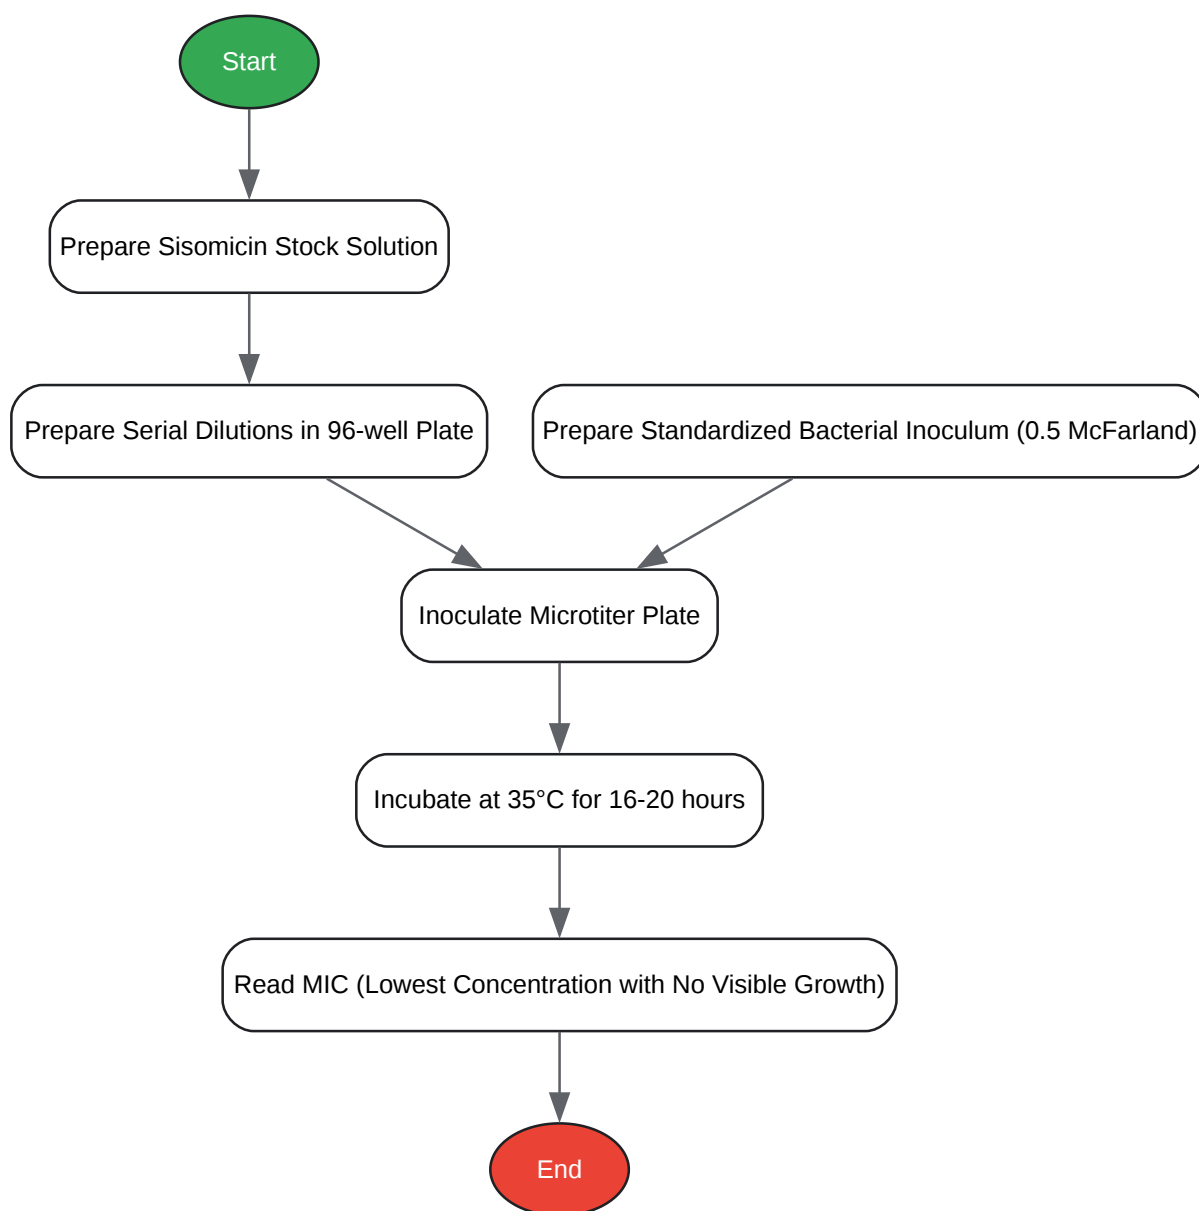 Start
Prepare Sisomicin Stock Solution
Prepare Serial Dilutions in 96-well Plate
Prepare Standardized Bacterial Inoculum (0.5 McFarland)
Inoculate Microtiter Plate
Incubate at 35°C for 16-20 hours
Read MIC (Lowest Concentration with No Visible Growth)
End